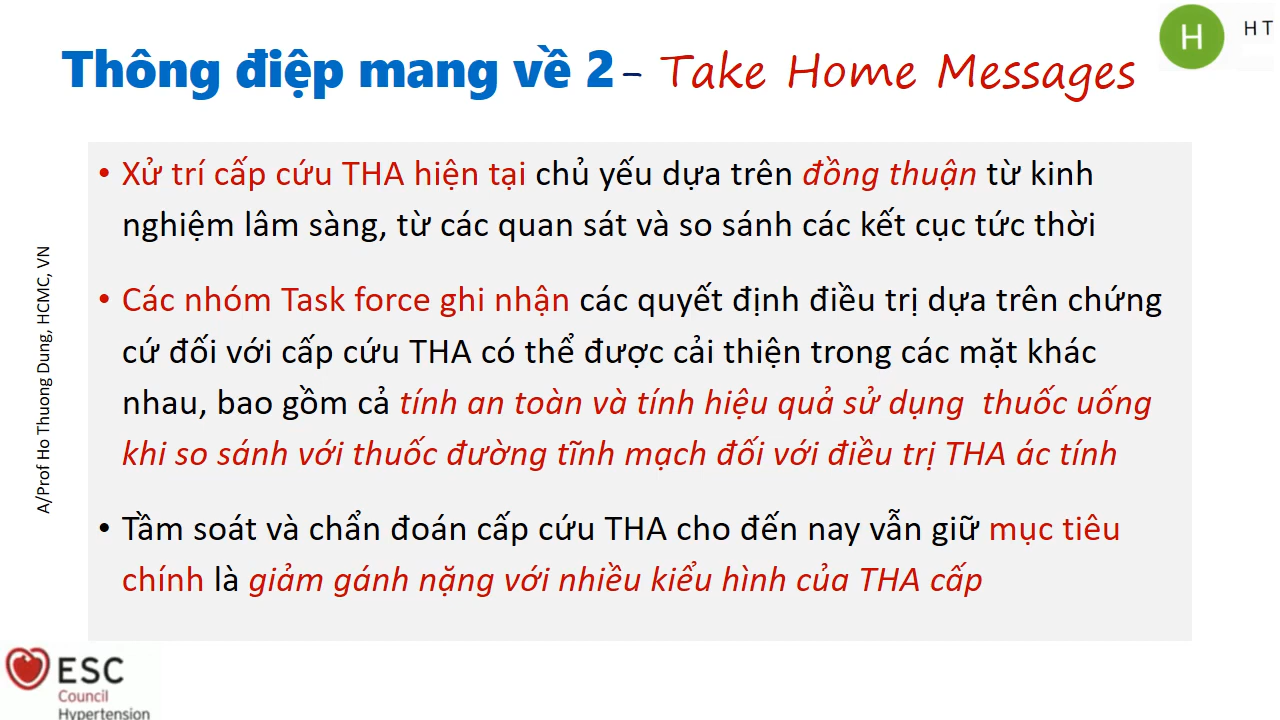 Thông điệp mang về 2 – Take Home Messages
H
H T
• Xử trí cấp cứu THA hiện tại chủ yếu dựa trên đồng thuận từ kinh
nghiệm lâm sàng, từ các quan sát và so sánh các kết cục tức thời
• Các nhóm Task force ghi nhận các quyết định điều trị dựa trên chứng
cứ đối với cấp cứu THA có thể được cải thiện trong các mặt khác
nhau, bao gồm cả tính an toàn và tính hiệu quả sử dụng thuốc uống
khi so sánh với thuốc đường tĩnh mạch đối với điều trị THA ác tính
• Tầm soát và chẩn đoán cấp cứu THA cho đến nay vẫn giữ mục tiêu
chính là giảm gánh nặng với nhiều kiểu hình của THA cấp
A/Prof Ho Thuong Dung, HCMC, VN
ESC
Council
Hypertension